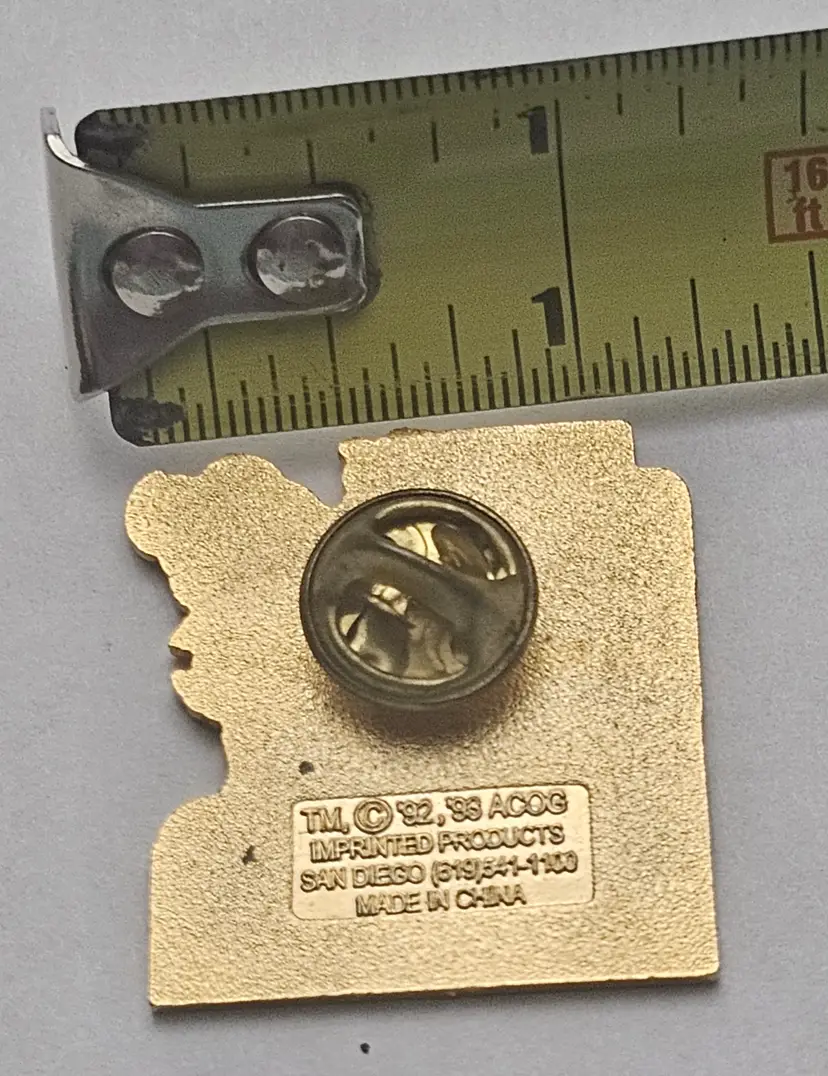 1
16
ft
1
TM, © '92, '93 ACOG
IMPRINTED PRODUCTS
SAN DIEGO (619)541-1100
MADE IN CHINA